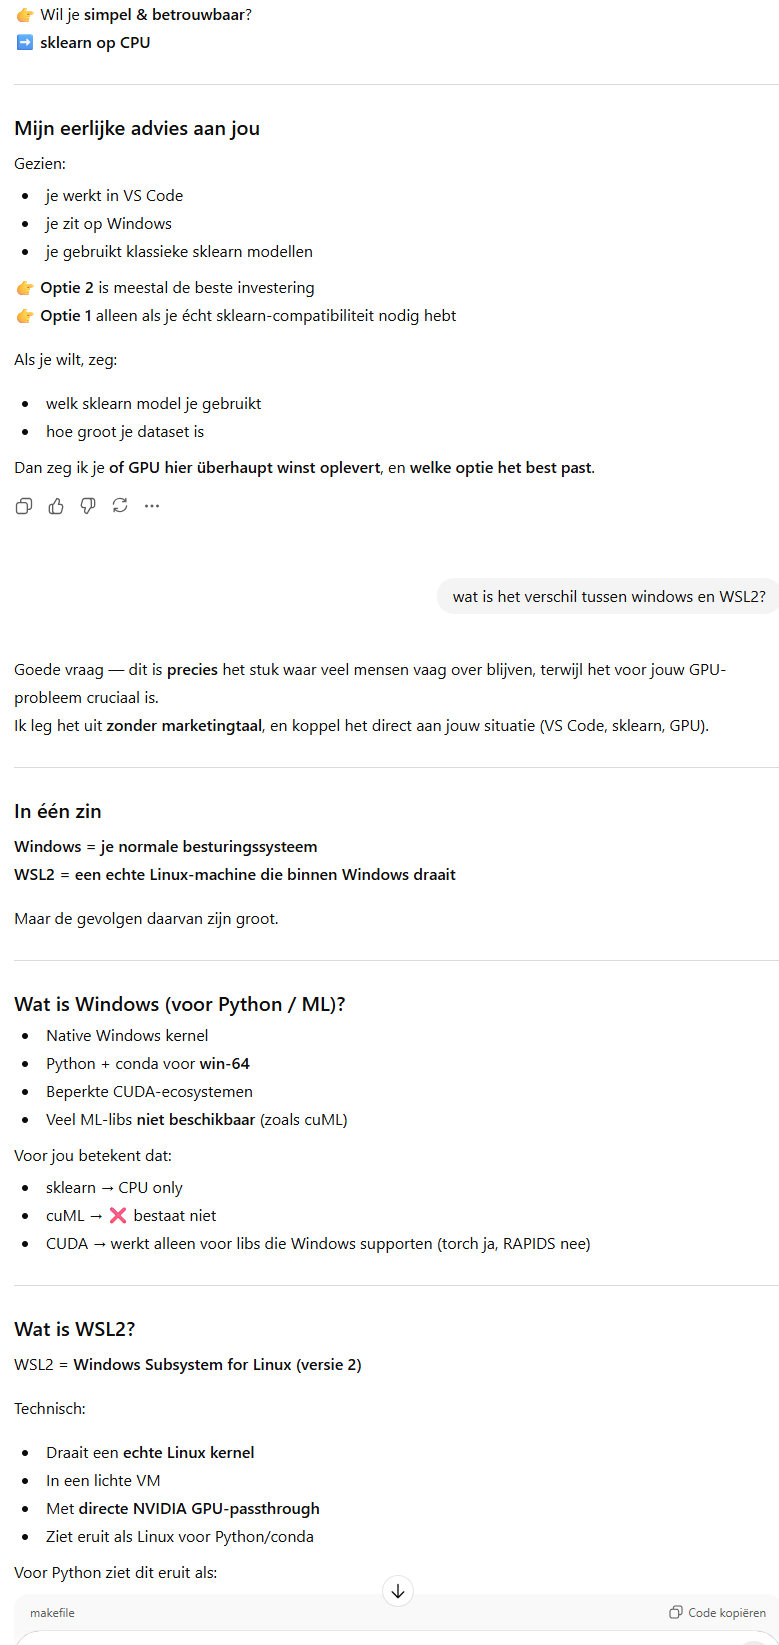 👉 Wil je simpel & betrouwbaar?
➡️ sklearn op CPU
Mijn eerlijke advies aan jou
Gezien:
• je werkt in VS Code
• je zit op Windows
• je gebruikt klassieke sklearn modellen
👉 Optie 2 is meestal de beste investering
👉 Optie 1 alleen als je écht sklearn-compatibiliteit nodig hebt
Als je wilt, zeg:
• welk sklearn model je gebruikt
• hoe groot je dataset is
Dan zeg ik je of GPU hier überhaupt winst oplevert, en welke optie het best past.
wat is het verschil tussen windows en WSL2?
Goede vraag — dit is precies het stuk waar veel mensen vaag over blijven, terwijl het voor jouw GPU-
probleem cruciaal is.
Ik leg het uit zonder marketingtaal, en koppel het direct aan jouw situatie (VS Code, sklearn, GPU).
In één zin
Windows = je normale besturingssysteem
WSL2 = een echte Linux-machine die binnen Windows draait
Maar de gevolgen daarvan zijn groot.
Wat is Windows (voor Python / ML)?
• Native Windows kernel
• Python + conda voor win-64
• Beperkte CUDA-ecosystemen
• Veel ML-libs niet beschikbaar (zoals cuML)
Voor jou betekent dat:
• sklearn → CPU only
• cuML → ❌ bestaat niet
• CUDA → werkt alleen voor libs die Windows supporten (torch ja, RAPIDS nee)
Wat is WSL2?
WSL2 = Windows Subsystem for Linux (versie 2)
Technisch:
• Draait een echte Linux kernel
• In een lichte VM
• Met directe NVIDIA GPU-passthrough
• Ziet eruit als Linux voor Python/conda
Voor Python ziet dit eruit als:
makefile Code kopiëren